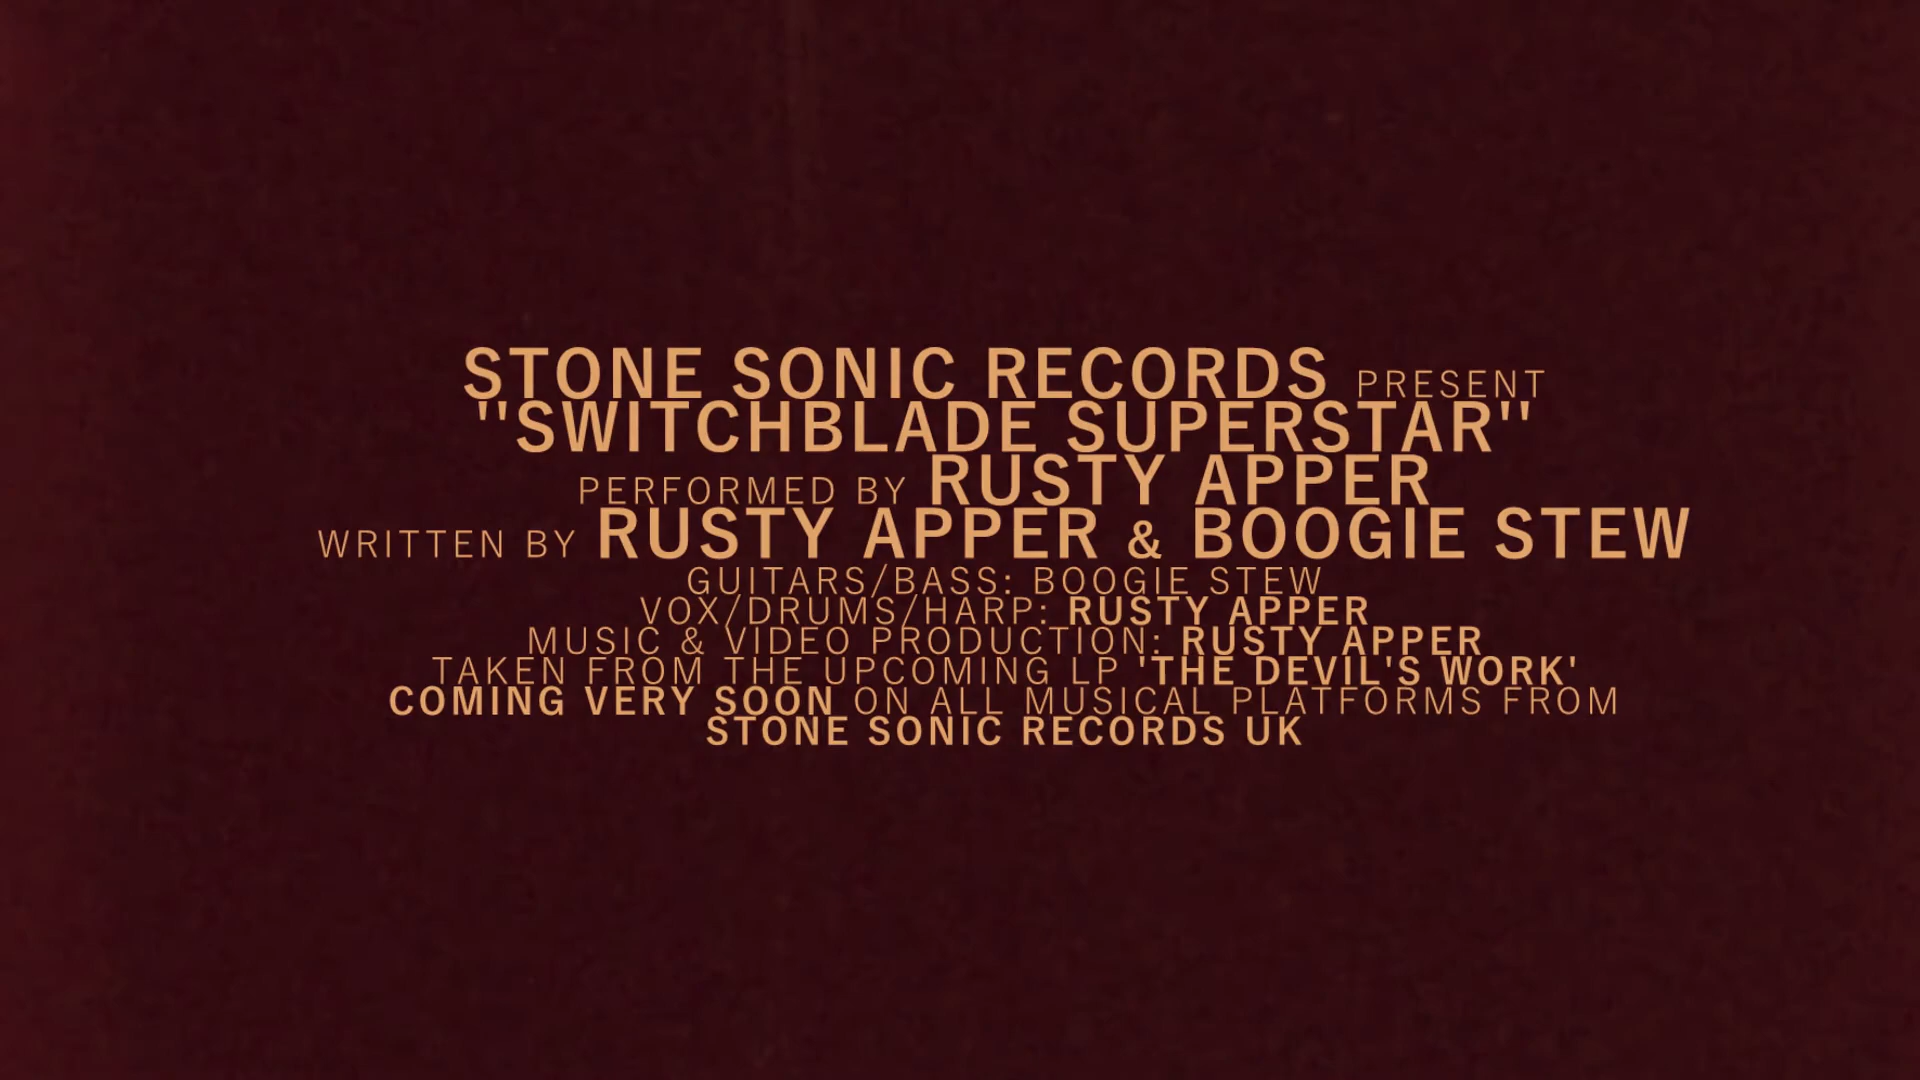 STONE SONIC RECORDS PRESENT
"SWITCHBLADE SUPERSTAR"
PERFORMED BY RUSTY APPER
WRITTEN BY RUSTY APPER & BOOGIE STEW
GUITARS/BASS: BOOGIE STEW
VOX/DRUMS/HARP: RUSTY APPER
MUSIC & VIDEO PRODUCTION: RUSTY APPER
TAKEN FROM THE UPCOMING LP 'THE DEVIL'S WORK'
COMING VERY SOON ON ALL MUSICAL PLATFORMS FROM
STONE SONIC RECORDS UK